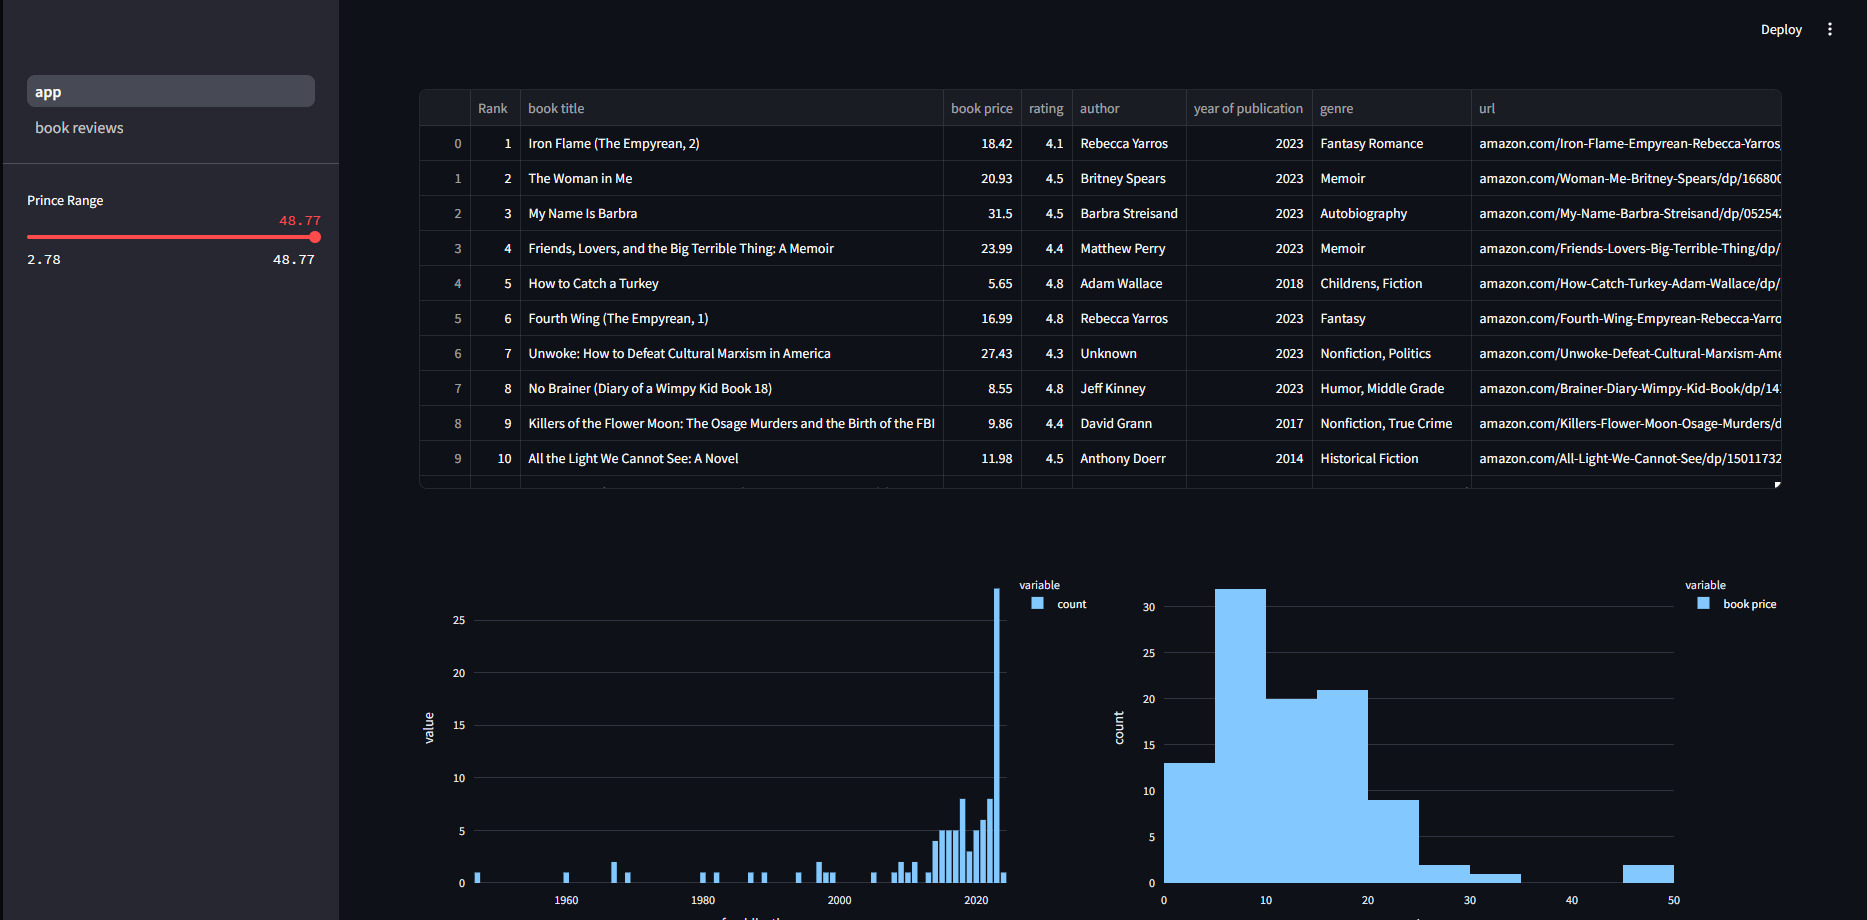 Deploy
app
book reviews
Prince Range
48.77
2.78 48.77
Rank book title book price rating author year of publication genre url
0 1 Iron Flame (The Empyrean, 2) 18.42 4.1 Rebecca Yarros 2023 Fantasy Romance amazon.com/Iron-Flame-Empyrean-Rebecca-Yarros
1 2 The Woman in Me 20.93 4.5 Britney Spears 2023 Memoir amazon.com/Woman-Me-Britney-Spears/dp/166800
2 3 My Name Is Barbra 31.5 4.5 Barbra Streisand 2023 Autobiography amazon.com/My-Name-Barbra-Streisand/dp/052542
3 4 Friends, Lovers, and the Big Terrible Thing: A Memoir 23.99 4.4 Matthew Perry 2023 Memoir amazon.com/Friends-Lovers-Big-Terrible-Thing/dp/
4 5 How to Catch a Turkey 5.65 4.8 Adam Wallace 2018 Childrens, Fiction amazon.com/How-Catch-Turkey-Adam-Wallace/dp/
5 6 Fourth Wing (The Empyrean, 1) 16.99 4.8 Rebecca Yarros 2023 Fantasy amazon.com/Fourth-Wing-Empyrean-Rebecca-Yarro
6 7 Unwoke: How to Defeat Cultural Marxism in America 27.43 4.3 Unknown 2023 Nonfiction, Politics amazon.com/Unwoke-Defeat-Cultural-Marxism-Ame
7 8 No Brainer (Diary of a Wimpy Kid Book 18) 8.55 4.8 Jeff Kinney 2023 Humor, Middle Grade amazon.com/Brainer-Diary-Wimpy-Kid-Book/dp/14
8 9 Killers of the Flower Moon: The Osage Murders and the Birth of the FBI 9.86 4.4 David Grann 2017 Nonfiction, True Crime amazon.com/Killers-Flower-Moon-Osage-Murders/d
9 10 All the Light We Cannot See: A Novel 11.98 4.5 Anthony Doerr 2014 Historical Fiction amazon.com/All-Light-We-Cannot-See/dp/15011732
variable
count
25
20
15
10
5
0
value
1960 1980 2000 2020
variable
book price
30
25
20
15
10
5
0
count
0 10 20 30 40 50